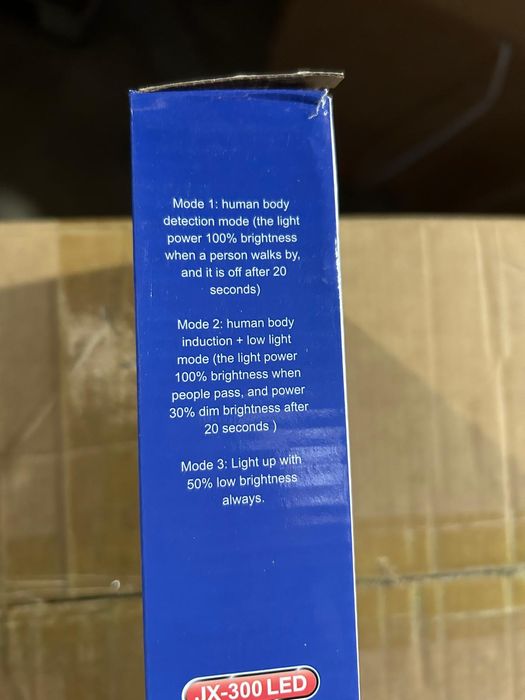 Mode 1: human body
detection mode (the light
power 100% brightness
when a person walks by,
and it is off after 20
seconds)
Mode 2: human body
induction + low light
mode (the light power
100% brightness when
people pass, and power
30% dim brightness after
20 seconds )
Mode 3: Light up with
50% low brightness
always.
JX-300 LED